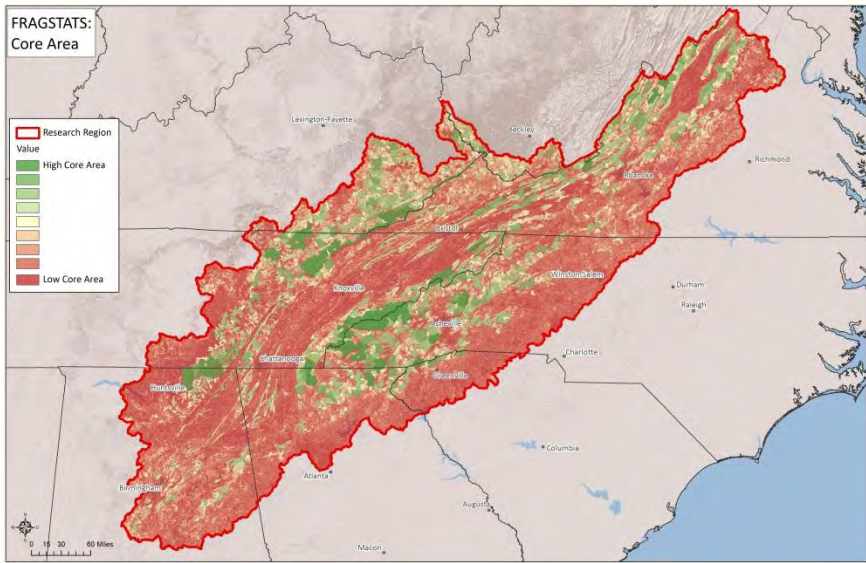 FRAGSTATS:
Core Area
Research Region
Value
High Core Area
Low Core Area
Lexington-Fayette
Beckley
Richmond
Roanoke
Bristol
Knoxville
Winston-Salem
Durham
Raleigh
Asheville
Chattanooga
Charlotte
Huntsville
Greenville
Columbia
Birmingham
Atlanta
Augusta
Macon
0 15 30 60 Miles